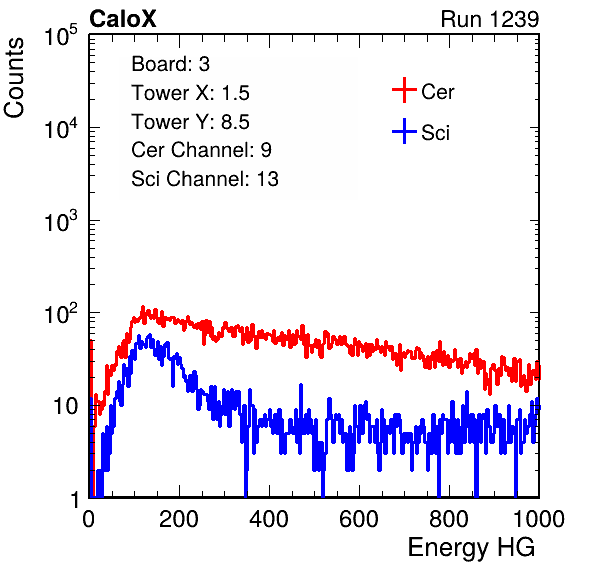 CaloX Run 1239
Counts
10^5
10^4
10^3
10^2
10
1
Board: 3
Tower X: 1.5
Tower Y: 8.5
Cer Channel: 9
Sci Channel: 13
Cer
Sci
0 200 400 600 800 1000
Energy HG